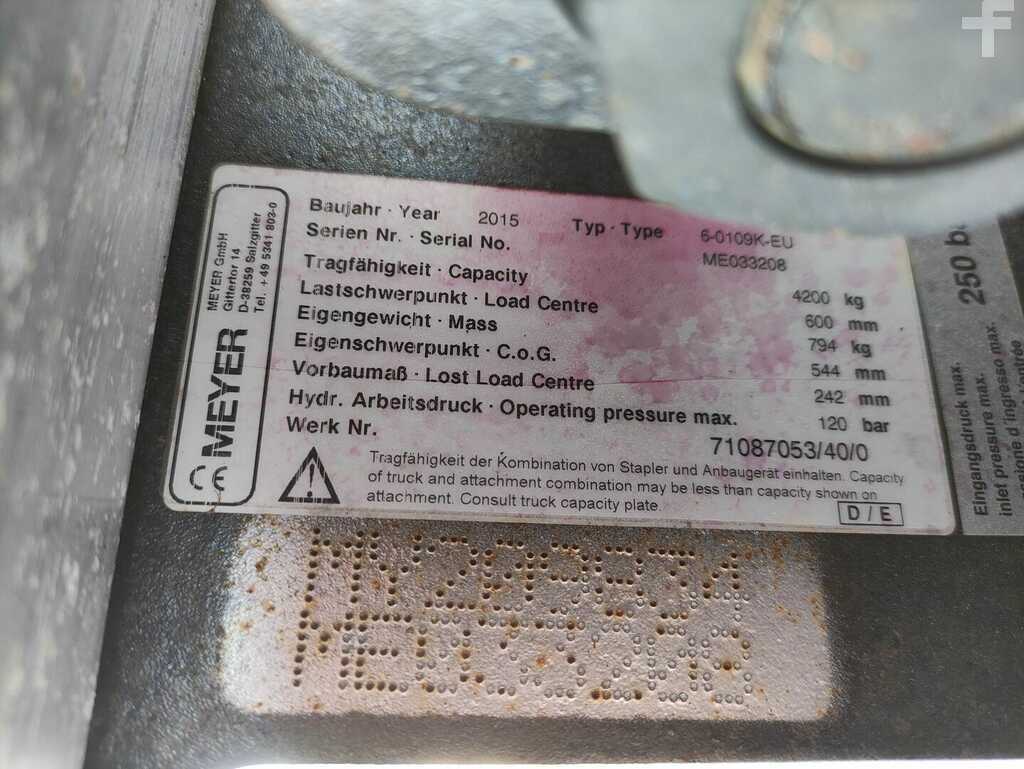 MEYER GmbH
Gittertor 14
D-38259 Salzgitter
Tel. +49 5341 803-0
MEYER
CE
Baujahr · Year 2015 Typ · Type 6-0109K-EU
Serien Nr. · Serial No. ME033208
Tragfähigkeit · Capacity 4200 kg
Lastschwerpunkt · Load Centre 600 mm
Eigengewicht · Mass 794 kg
Eigenschwerpunkt · C.o.G. 544 mm
Vorbaumaß · Lost Load Centre 242 mm
Hydr. Arbeitsdruck · Operating pressure max. 120 bar
Werk Nr. 71087053/40/0
Tragfähigkeit der Kombination von Stapler und Anbaugerät einhalten. Capacity
of truck and attachment combination may be less than capacity shown on
attachment. Consult truck capacity plate.
D / E
250
Eingangsdruck max.
inlet pressure max.
d'ingresso max.
f